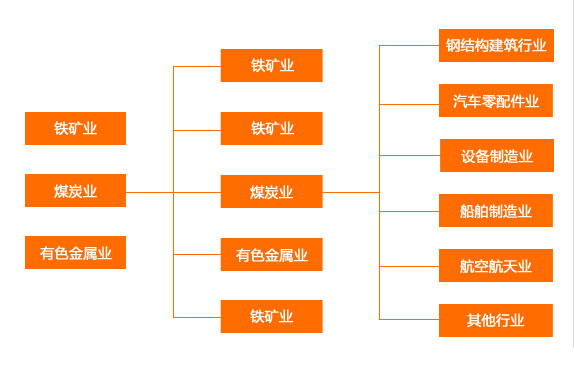 铁矿业
煤炭业
有色金属业
铁矿业
铁矿业
煤炭业
有色金属业
铁矿业
钢结构建筑行业
汽车零配件业
设备制造业
船舶制造业
航空航天业
其他行业